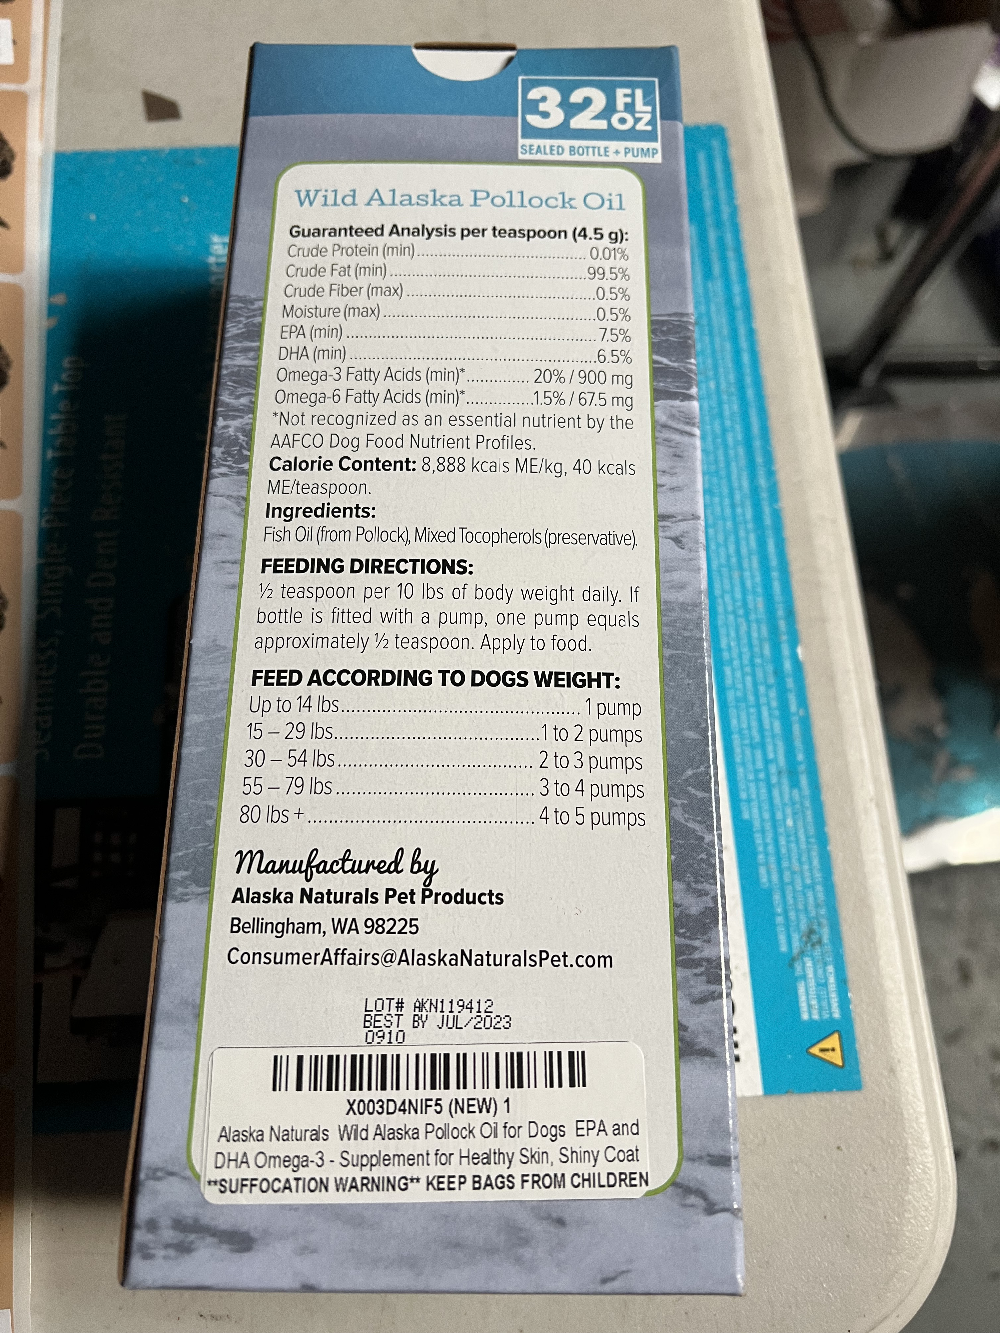 32 FL OZ
SEALED BOTTLE + PUMP
Wild Alaska Pollock Oil
Guaranteed Analysis per teaspoon (4.5 g):
Crude Protein (min)........................................ 0.01%
Crude Fat (min)...............................................99.5%
Crude Fiber (max)............................................0.5%
Moisture (max).................................................0.5%
EPA (min)..........................................................7.5%
DHA (min).........................................................6.5%
Omega-3 Fatty Acids (min)*.............. 20% / 900 mg
Omega-6 Fatty Acids (min)*...............1.5% / 67.5 mg
*Not recognized as an essential nutrient by the
AAFCO Dog Food Nutrient Profiles.
Calorie Content: 8,888 kcals ME/kg, 40 kcals
ME/teaspoon.
Ingredients:
Fish Oil (from Pollock), Mixed Tocopherols (preservative).
FEEDING DIRECTIONS:
½ teaspoon per 10 lbs of body weight daily. If
bottle is fitted with a pump, one pump equals
approximately ½ teaspoon. Apply to food.
FEED ACCORDING TO DOGS WEIGHT:
Up to 14 lbs.................................................. 1 pump
15 – 29 lbs...........................................1 to 2 pumps
30 – 54 lbs......................................... 2 to 3 pumps
55 – 79 lbs.......................................... 3 to 4 pumps
80 lbs +............................................... 4 to 5 pumps
Manufactured by
Alaska Naturals Pet Products
Bellingham, WA 98225
ConsumerAffairs@AlaskaNaturalsPet.com
LOT# AKN119412
BEST BY JUL/2023
0910
X003D4NIF5 (NEW) 1
Alaska Naturals Wild Alaska Pollock Oil for Dogs EPA and
DHA Omega-3 - Supplement for Healthy Skin, Shiny Coat
**SUFFOCATION WARNING** KEEP BAGS FROM CHILDREN
Seamless, Single-Piece Table Top
Durable and Dent Resistant